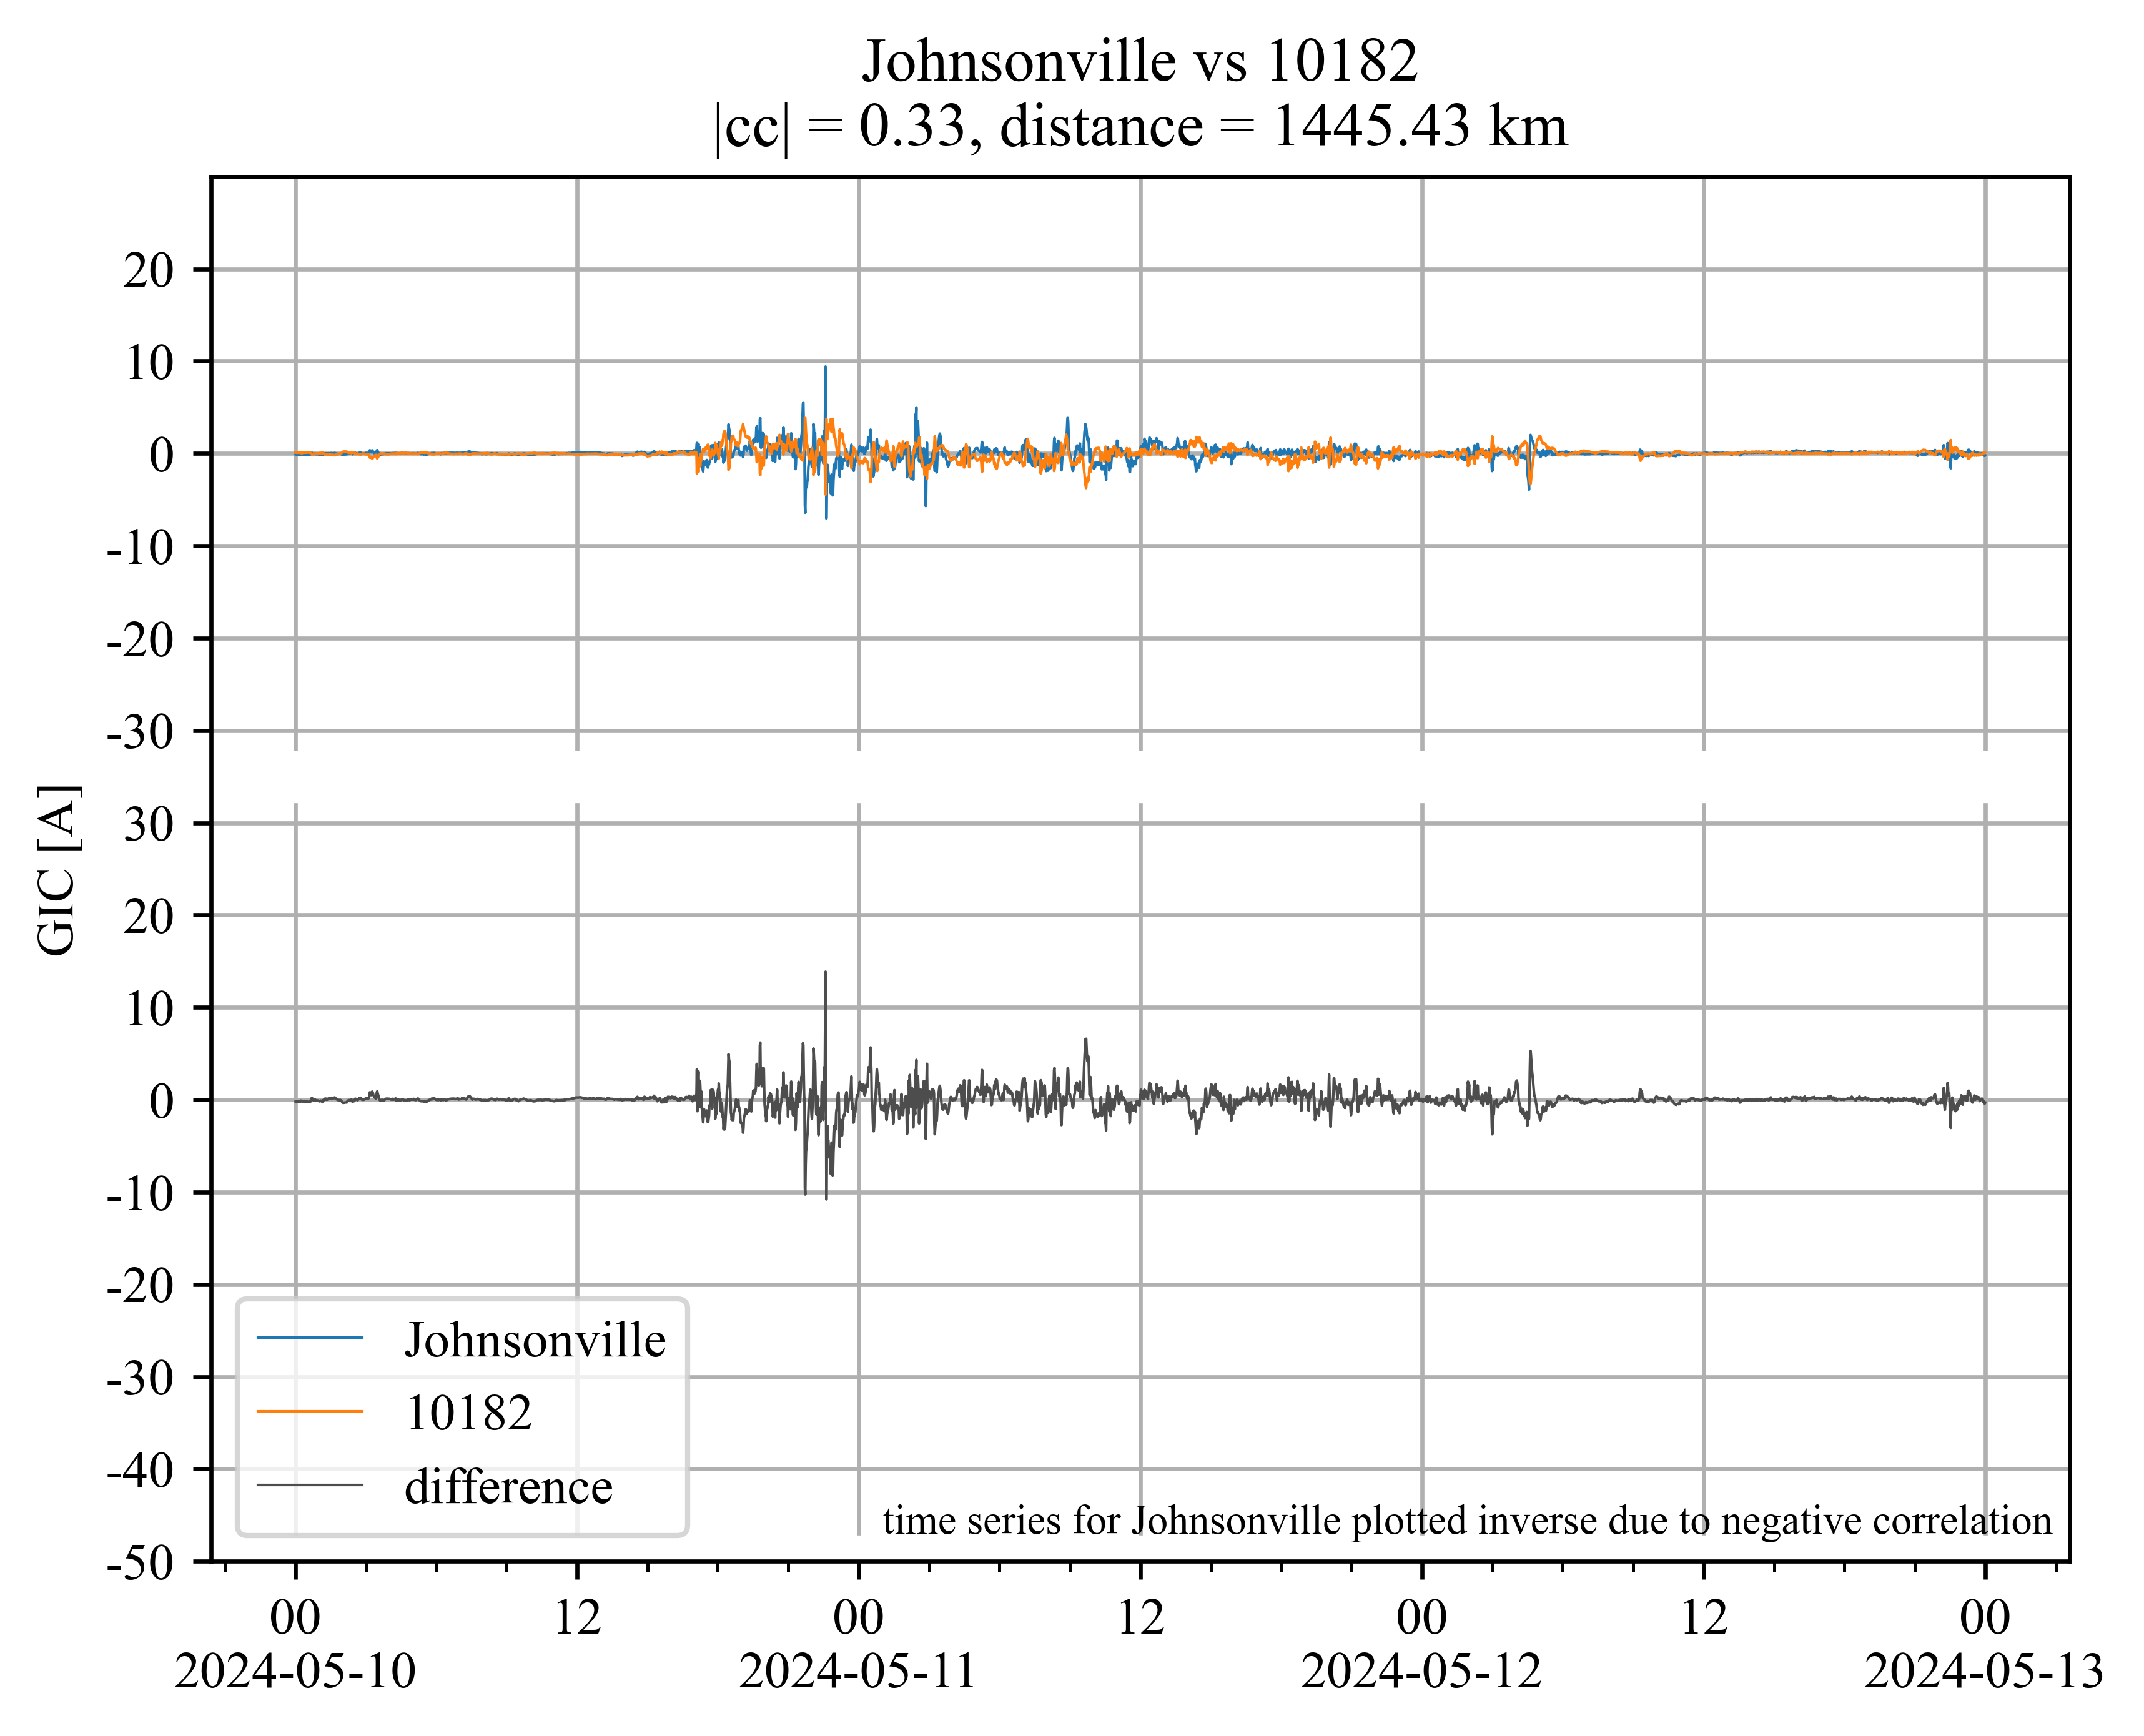 Johnsonville vs 10182
|cc| = 0.33, distance = 1445.43 km
GIC [A]
20
10
0
-10
-20
-30
30
20
10
0
-10
-20
-30
-40
-50
Johnsonville
10182
difference
time series for Johnsonville plotted inverse due to negative correlation
00 12 00 12 00 12 00
2024-05-10 2024-05-11 2024-05-12 2024-05-13